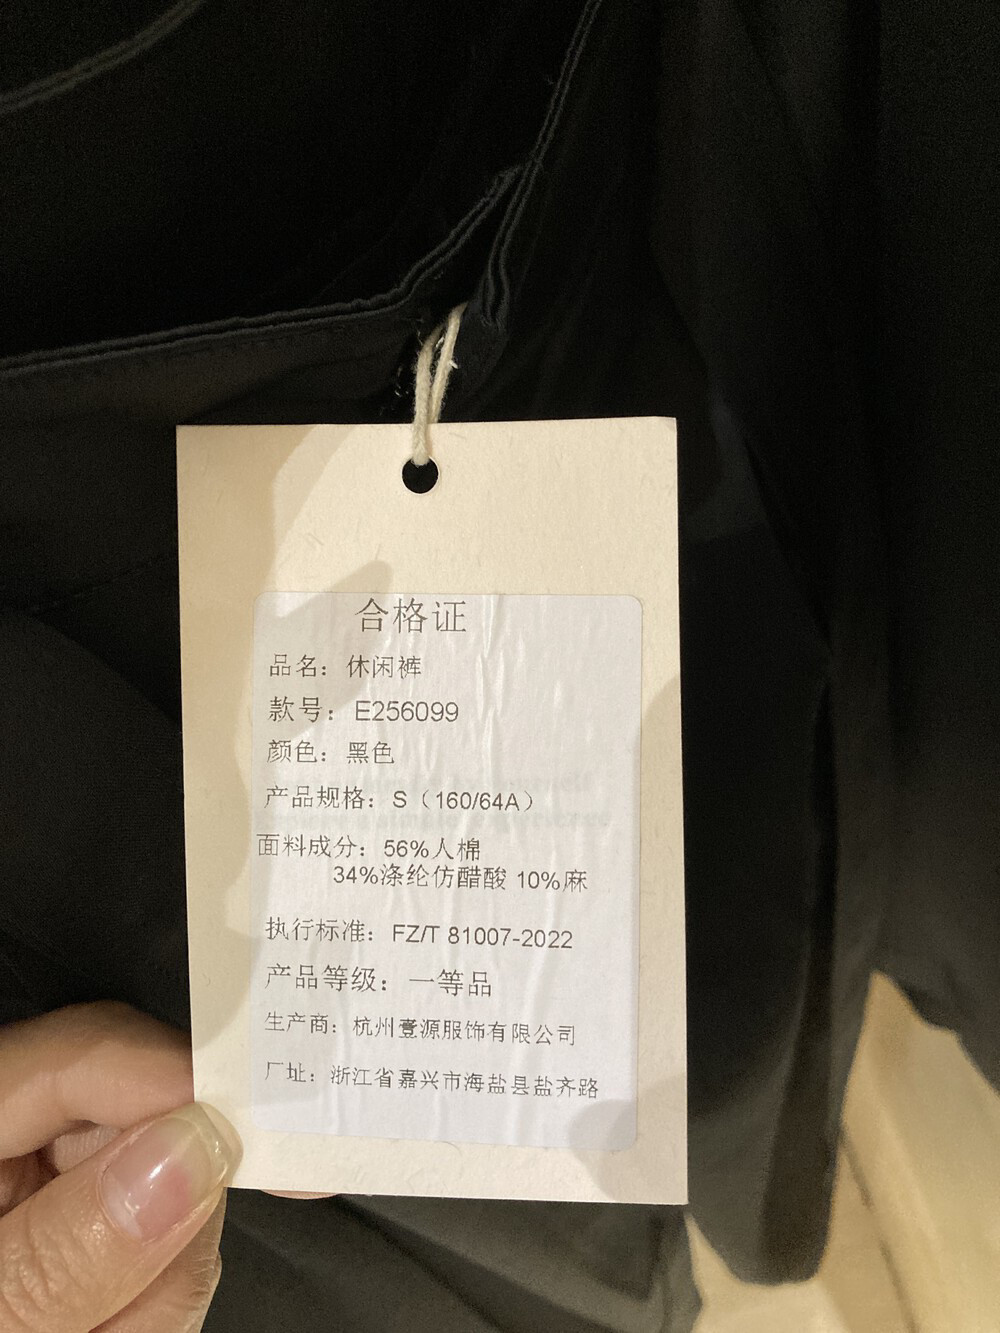 合格证
品名：休闲裤
款号：E256099
颜色：黑色
产品规格：S（160/64A）
面料成分：56%人棉
34%涤纶仿醋酸 10%麻
执行标准：FZ/T 81007-2022
产品等级：一等品
生产商：杭州壹源服饰有限公司
厂址：浙江省嘉兴市海盐县盐齐路